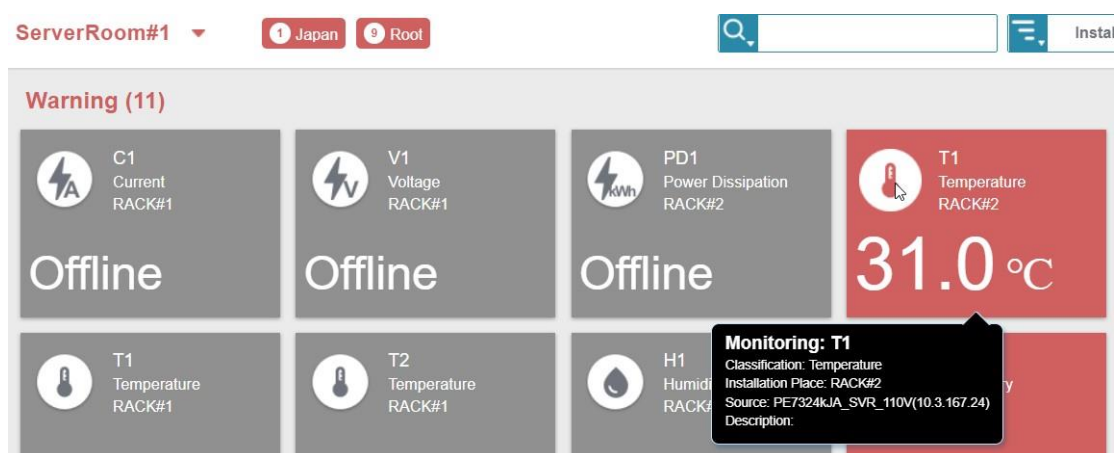 ServerRoom#1
1 Japan
9 Root
Instal
Warning (11)
A
C1
Current
RACK#1
Offline
V
V1
Voltage
RACK#1
Offline
kWh
PD1
Power Dissipation
RACK#2
Offline
T1
Temperature
RACK#2
31.0 °C
T1
Temperature
RACK#1
T2
Temperature
RACK#1
H1
Humidi
RACK#
y
Monitoring: T1
Classification: Temperature
Installation Place: RACK#2
Source: PE7324kJA_SVR_110V(10.3.167.24)
Description: